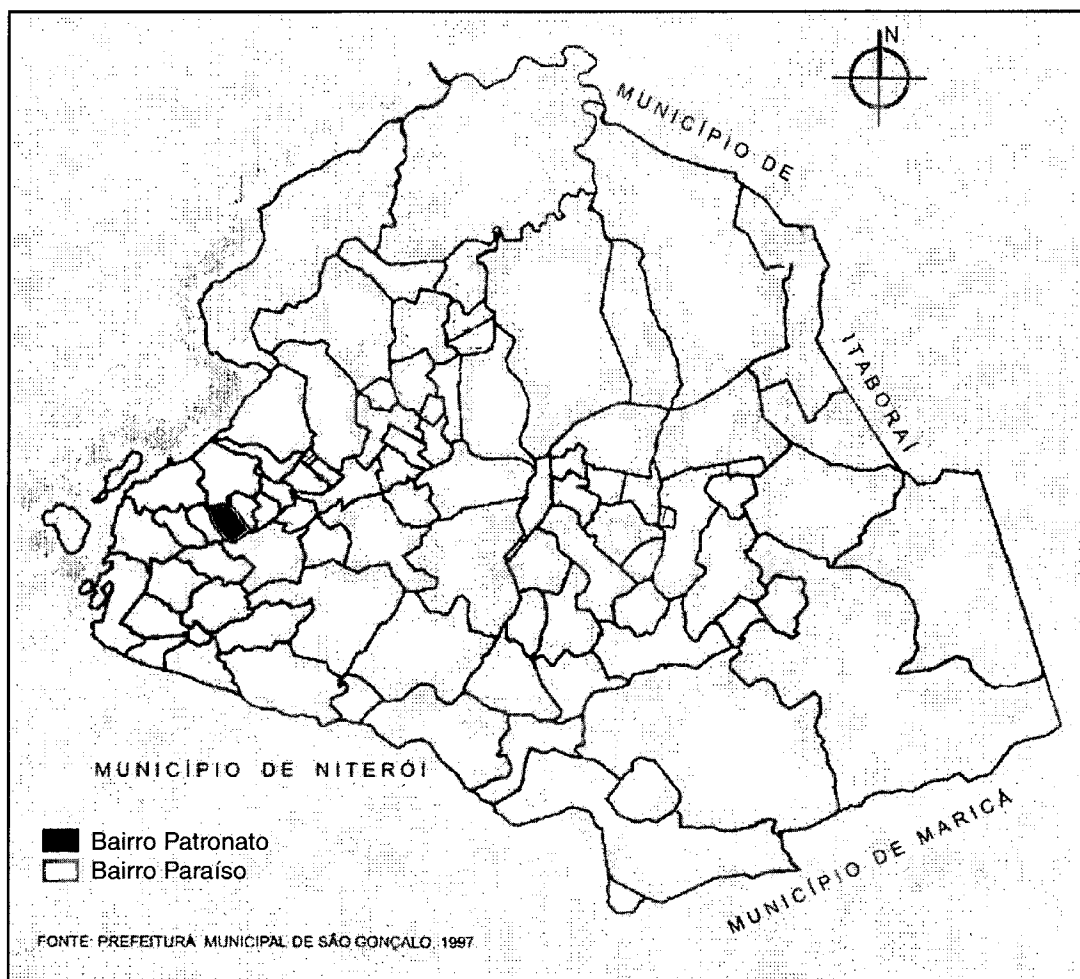 N
MUNICÍPIO DE
ITABORAÍ
MUNICÍPIO DE NITERÓI
MUNICÍPIO DE MARICÁ
Bairro Patronato
Bairro Paraíso
FONTE: PREFEITURA MUNICIPAL DE SÃO GONÇALO, 1997